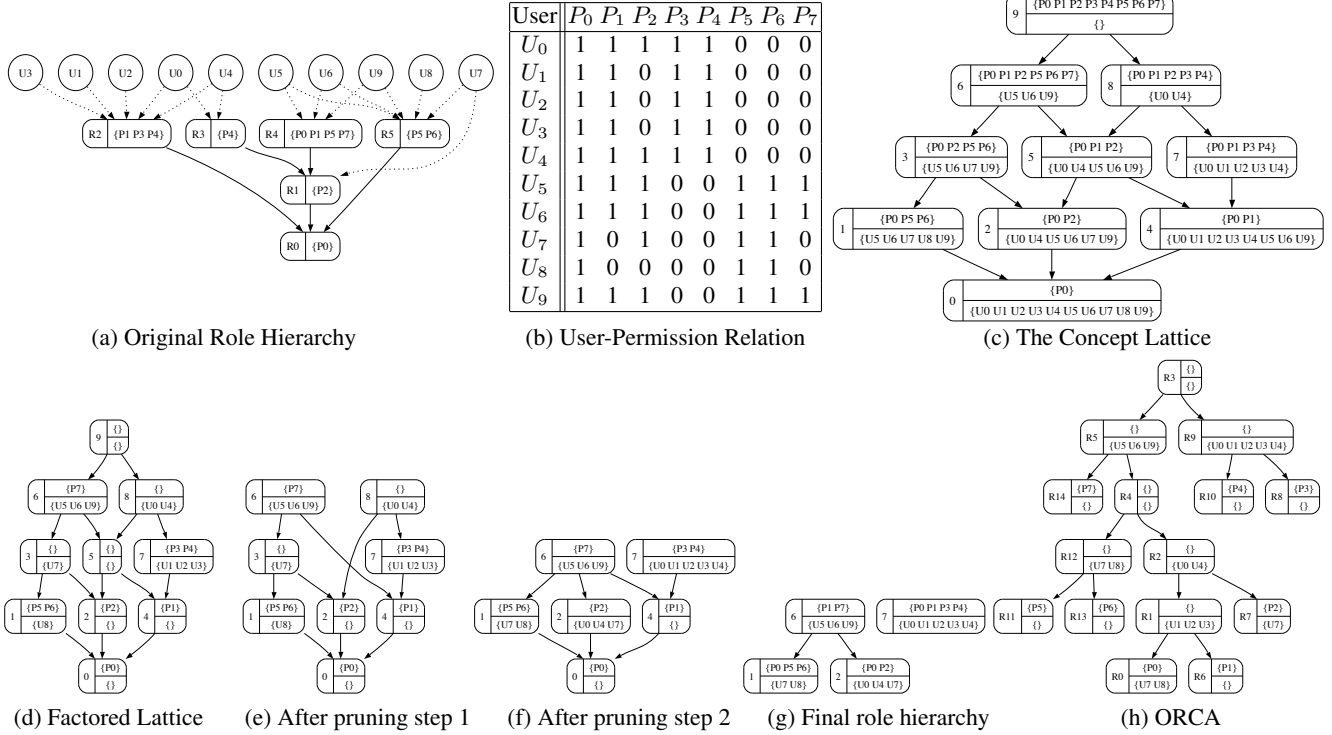 U3 U1 U2 U0 U4 U5 U6 U9 U8 U7
R2 {P1 P3 P4} R3 {P4} R4 {P0 P1 P5 P7} R5 {P5 P6}
R1 {P2}
R0 {P0}
(a) Original Role Hierarchy
User P0 P1 P2 P3 P4 P5 P6 P7
U0 1 1 1 1 1 0 0 0
U1 1 1 0 1 1 0 0 0
U2 1 1 0 1 1 0 0 0
U3 1 1 0 1 1 0 0 0
U4 1 1 1 1 1 0 0 0
U5 1 1 1 0 0 1 1 1
U6 1 1 1 0 0 1 1 1
U7 1 0 1 0 0 1 1 0
U8 1 0 0 0 0 1 1 0
U9 1 1 1 0 0 1 1 1
(b) User-Permission Relation
9 {P0 P1 P2 P3 P4 P5 P6 P7}
{}
6 {P0 P1 P2 P5 P6 P7} 8 {P0 P1 P2 P3 P4}
{U5 U6 U9} {U0 U4}
3 {P0 P2 P5 P6} 5 {P0 P1 P2} 7 {P0 P1 P3 P4}
{U5 U6 U7 U9} {U0 U4 U5 U6 U9} {U0 U1 U2 U3 U4}
1 {P0 P5 P6} 2 {P0 P2} 4 {P0 P1}
{U5 U6 U7 U8 U9} {U0 U4 U5 U6 U7 U9} {U0 U1 U2 U3 U4 U5 U6 U9}
0 {P0}
{U0 U1 U2 U3 U4 U5 U6 U7 U8 U9}
(c) The Concept Lattice
9 {}
{}
6 {P7} 8 {}
{U5 U6 U9} {U0 U4}
3 {} 5 {} 7 {P3 P4}
{U7} {} {U1 U2 U3}
1 {P5 P6} 2 {P2} 4 {P1}
{U8} {} {}
0 {P0}
{}
(d) Factored Lattice
6 {P7} 8 {}
{U5 U6 U9} {U0 U4}
3 {} 7 {P3 P4}
{U7} {U1 U2 U3}
1 {P5 P6} 2 {P2} 4 {P1}
{U8} {} {}
0 {P0}
{}
(e) After pruning step 1
6 {P7} 7 {P3 P4}
{U5 U6 U9} {U0 U1 U2 U3 U4}
1 {P5 P6} 2 {P2} 4 {P1}
{U7 U8} {U0 U4 U7} {}
0 {P0}
{}
(f) After pruning step 2
6 {P1 P7} 7 {P0 P1 P3 P4}
{U5 U6 U9} {U0 U1 U2 U3 U4}
1 {P0 P5 P6} 2 {P0 P2}
{U7 U8} {U0 U4 U7}
(g) Final role hierarchy
R3 {}
{}
R5 {} R9 {}
{U5 U6 U9} {U0 U1 U2 U3 U4}
R14 {P7} R4 {} R10 {P4} R8 {P3}
{} {} {} {}
R12 {} R2 {}
{U7 U8} {U0 U4}
R11 {P5} R13 {P6} R1 {} R7 {P2}
{} {} {U1 U2 U3} {U7}
R0 {P0} R6 {P1}
{U7 U8} {}
(h) ORCA